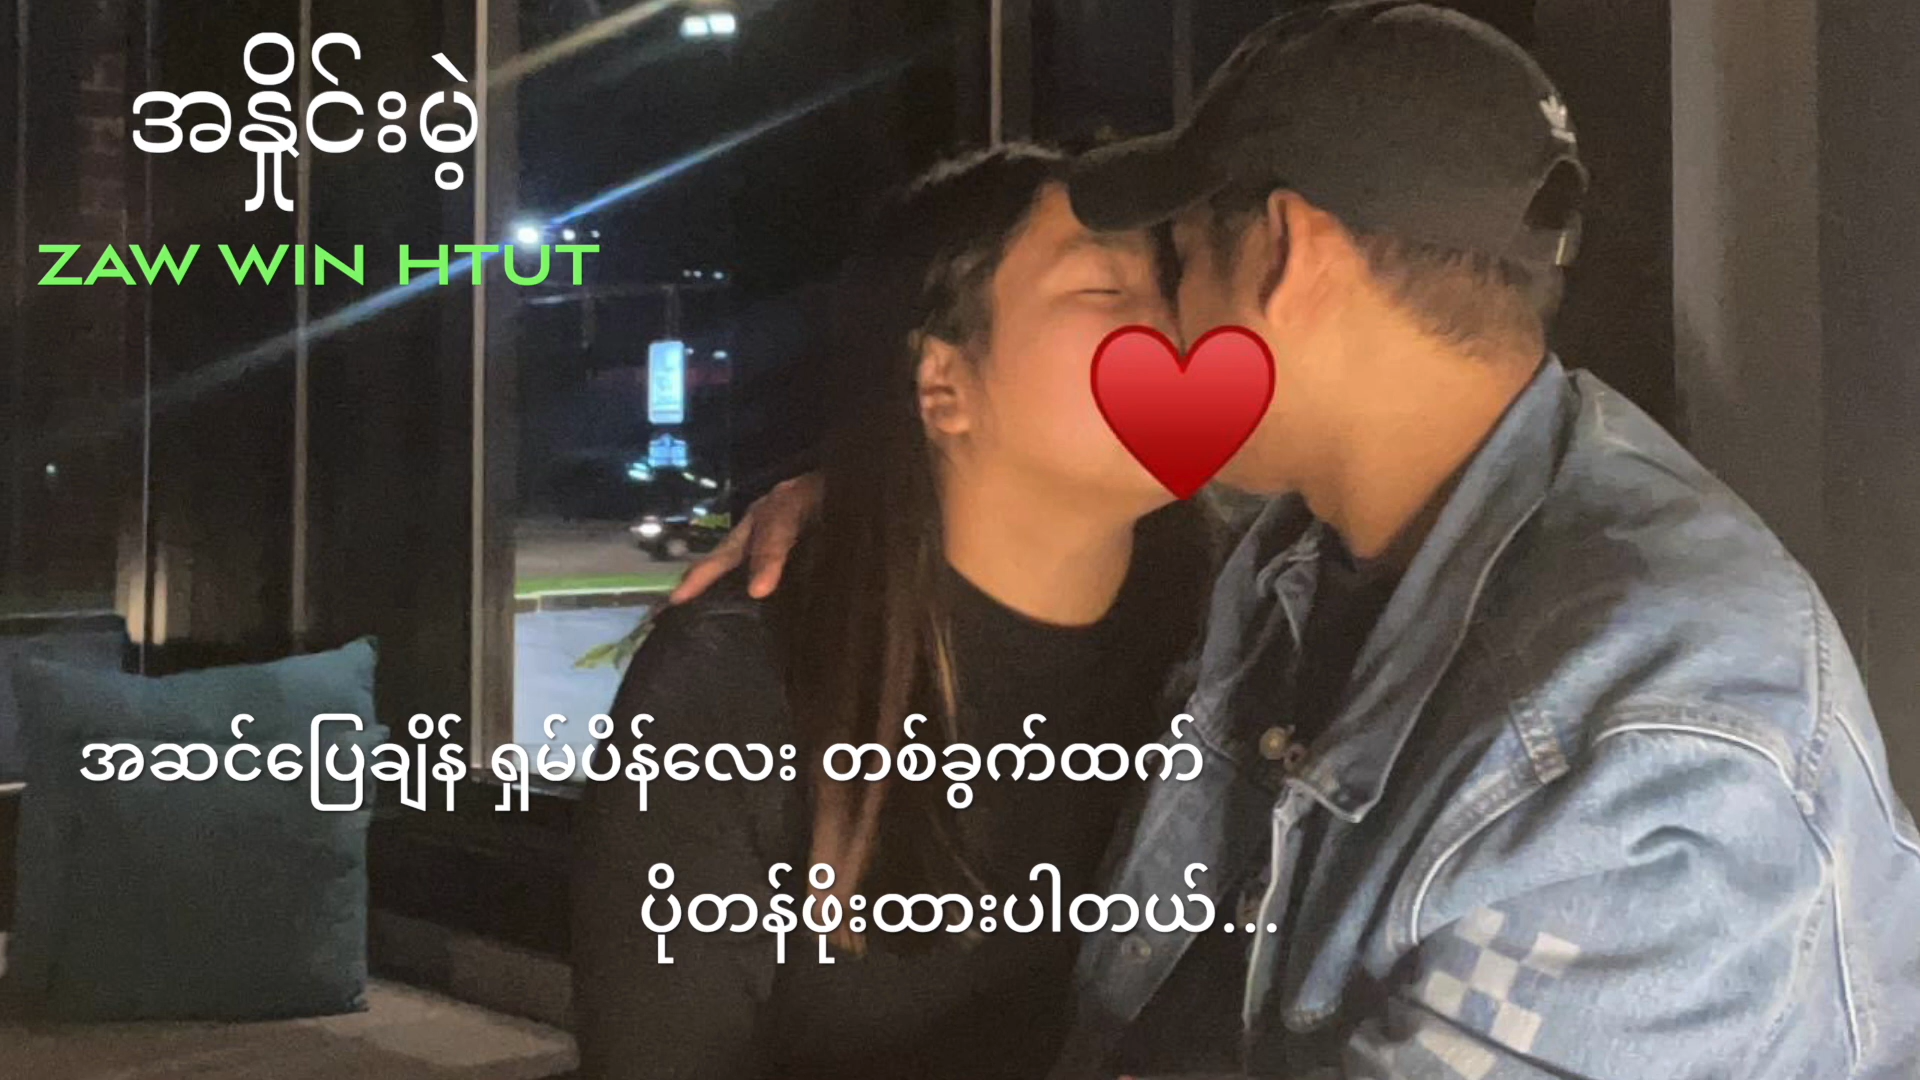 အနှိုင်းမဲ့
ZAW WIN HTUT
အဆင်ပြေချိန် ရှမ်ပိန်လေး တစ်ခွက်ထက်
ပိုတန်ဖိုးထားပါတယ်...